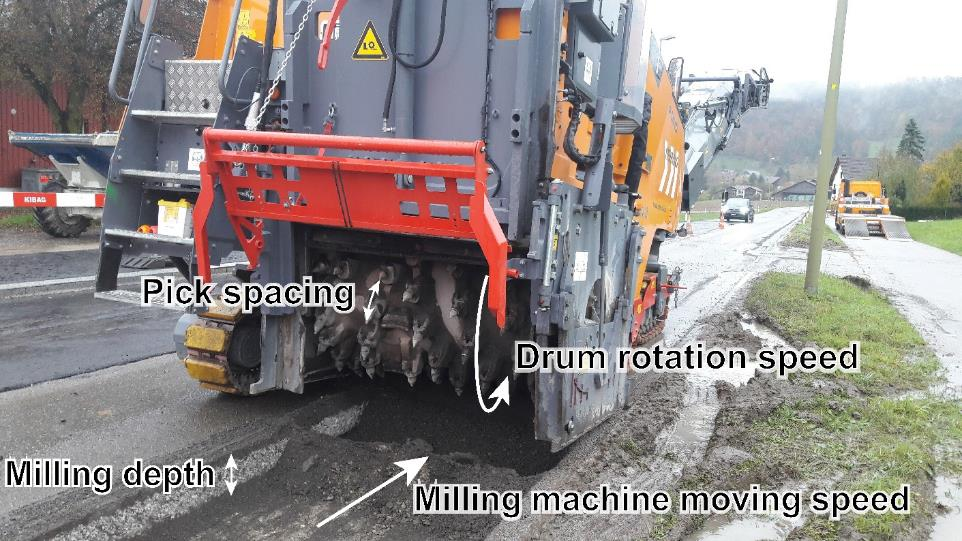 KIBAG
Pick spacing
Drum rotation speed
Milling depth
Milling machine moving speed